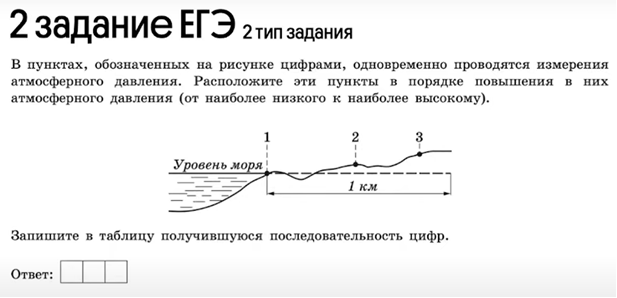 2 задание ЕГЭ 2 тип задания
В пунктах, обозначенных на рисунке цифрами, одновременно проводятся измерения
атмосферного давления. Расположите эти пункты в порядке повышения в них
атмосферного давления (от наиболее низкого к наиболее высокому).
1 2 3
Уровень моря
1 км
Запишите в таблицу получившуюся последовательность цифр.
Ответ: